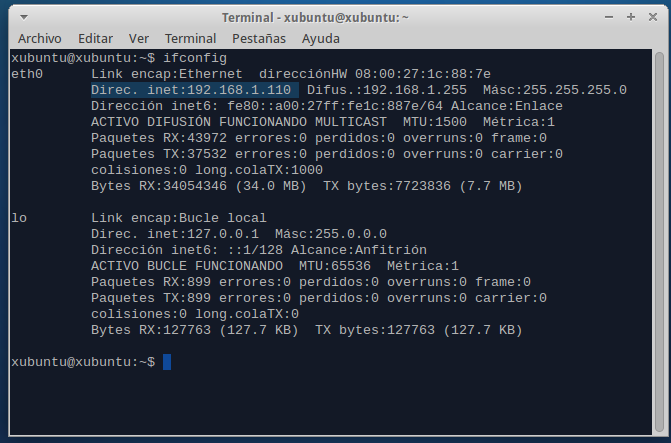 Terminal - xubuntu@xubuntu: ~
Archivo Editar Ver Terminal Pestañas Ayuda
xubuntu@xubuntu:~$ ifconfig
eth0 Link encap:Ethernet direcciónHW 08:00:27:1c:88:7e
Direc. inet:192.168.1.110 Difus.:192.168.1.255 Másc:255.255.255.0
Dirección inet6: fe80::a00:27ff:fe1c:887e/64 Alcance:Enlace
ACTIVO DIFUSIÓN FUNCIONANDO MULTICAST MTU:1500 Métrica:1
Paquetes RX:43972 errores:0 perdidos:0 overruns:0 frame:0
Paquetes TX:37532 errores:0 perdidos:0 overruns:0 carrier:0
colisiones:0 long.colaTX:1000
Bytes RX:34054346 (34.0 MB) TX bytes:7723836 (7.7 MB)
lo Link encap:Bucle local
Direc. inet:127.0.0.1 Másc:255.0.0.0
Dirección inet6: ::1/128 Alcance:Anfitrión
ACTIVO BUCLE FUNCIONANDO MTU:65536 Métrica:1
Paquetes RX:899 errores:0 perdidos:0 overruns:0 frame:0
Paquetes TX:899 errores:0 perdidos:0 overruns:0 carrier:0
colisiones:0 long.colaTX:0
Bytes RX:127763 (127.7 KB) TX bytes:127763 (127.7 KB)
xubuntu@xubuntu:~$